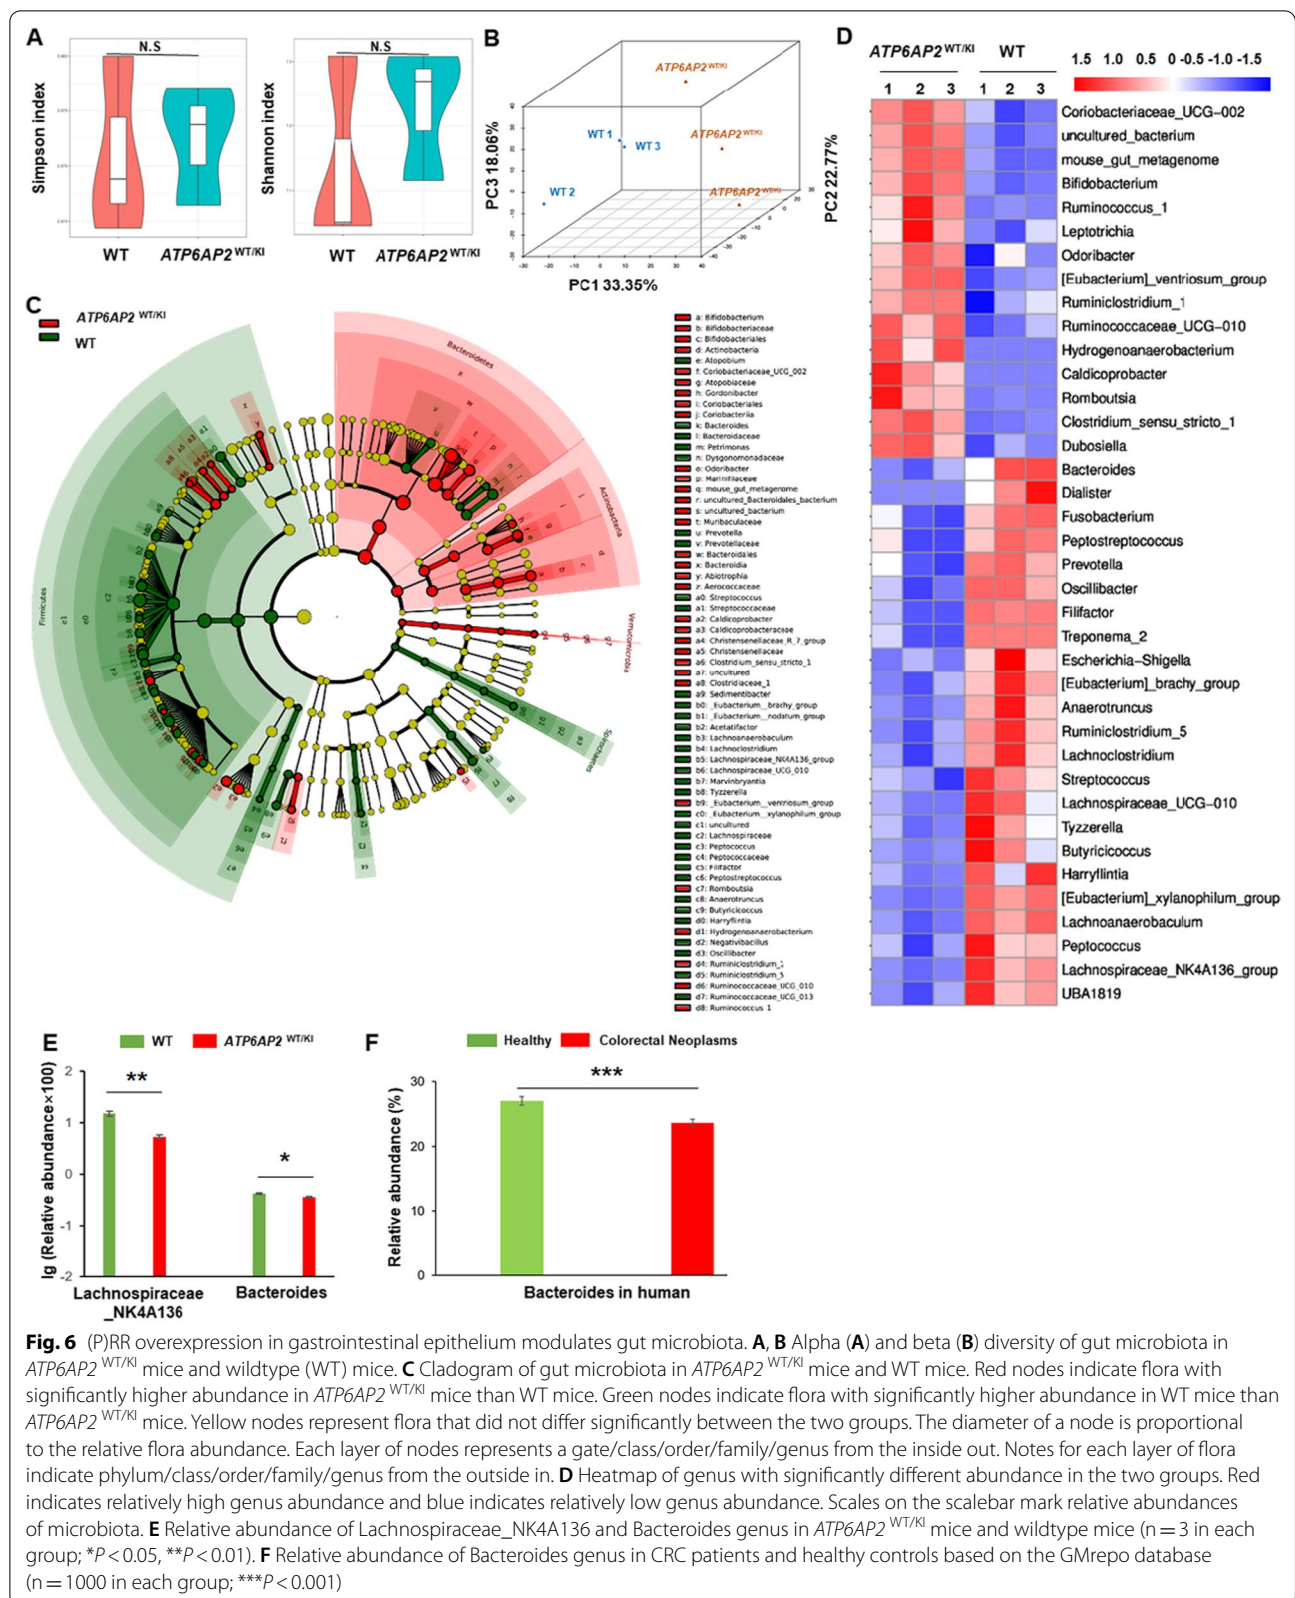 A
N.S
N.S
Simpson index
Shannon index
WT
ATP6AP2 WT/KI
WT
ATP6AP2 WT/KI
B
ATP6AP2 WT/KI
WT 1
WT 3
ATP6AP2 WT/KI
WT 2
ATP6AP2 WT/KI
PC3 18.06%
PC2 22.77%
PC1 33.35%
C
ATP6AP2 WT/KI
WT
Bacteroidetes
Actinobacteria
Verrucomicrobia
Spirochaetes
Firmicutes
a: Bifidobacterium
b: Bifidobacteriaceae
c: Bifidobacteriales
d: Actinobacteria
e: Atopobium
f: Coriobacteriaceae_UCG_002
g: Atopobiaceae
h: Gordonibacter
i: Coriobacteriales
j: Coriobacteriia
k: Bacteroides
l: Bacteroidaceae
m: Petrimonas
n: Dysgonomonadaceae
o: Odoribacter
p: Marinifilaceae
q: mouse_gut_metagenome
r: uncultured_Bacteroidales_bacterium
s: uncultured_bacterium
t: Muribaculaceae
u: Prevotella
v: Prevotellaceae
w: Bacteroidales
x: Bacteroidia
y: Abiotrophia
z: Aerococcaceae
a0: Streptococcus
a1: Streptococcaceae
a2: Caldicoprobacter
a3: Caldicoprobacteraceae
a4: Christensenellaceae_R_7_group
a5: Christensenellaceae
a6: Clostridium_sensu_stricto_1
a7: uncultured
a8: Clostridiaceae_1
a9: Sedimentibacter
b0: _Eubacterium__brachy_group
b1: _Eubacterium__nodatum_group
b2: Acetatifactor
b3: Lachnoanaerobaculum
b4: Lachnoclostridium
b5: Lachnospiraceae_NK4A136_group
b6: Lachnospiraceae_UCG_010
b7: Marvinbryantia
b8: Tyzzerella
b9: _Eubacterium__ventriosum_group
c0: _Eubacterium__xylanophilum_group
c1: uncultured
c2: Lachnospiraceae
c3: Peptococcus
c4: Peptococcaceae
c5: Filifactor
c6: Peptostreptococcus
c7: Romboutsia
c8: Anaerotruncus
c9: Butyricicoccus
d0: Harryflintia
d1: Hydrogenoanaerobacterium
d2: Negativibacillus
d3: Oscillibacter
d4: Ruminiclostridium_1
d5: Ruminiclostridium_5
d6: Ruminococcaceae_UCG_010
d7: Ruminococcaceae_UCG_013
d8: Ruminococcus_1
D
ATP6AP2 WT/KI WT
1 2 3 1 2 3
1.5 1.0 0.5 0 -0.5 -1.0 -1.5
Coriobacteriaceae_UCG-002
uncultured_bacterium
mouse_gut_metagenome
Bifidobacterium
Ruminococcus_1
Leptotrichia
Odoribacter
[Eubacterium]_ventriosum_group
Ruminiclostridium_1
Ruminococcaceae_UCG-010
Hydrogenoanaerobacterium
Caldicoprobacter
Romboutsia
Clostridium_sensu_stricto_1
Dubosiella
Bacteroides
Dialister
Fusobacterium
Peptostreptococcus
Prevotella
Oscillibacter
Filifactor
Treponema_2
Escherichia-Shigella
[Eubacterium]_brachy_group
Anaerotruncus
Ruminiclostridium_5
Lachnoclostridium
Streptococcus
Lachnospiraceae_UCG-010
Tyzzerella
Butyricicoccus
Harryflintia
[Eubacterium]_xylanophilum_group
Lachnoanaerobaculum
Peptococcus
Lachnospiraceae_NK4A136_group
UBA1819
E
WT ATP6AP2 WT/KI
lg (Relative abundance×100)
2
1
0
-1
-2
**
*
Lachnospiraceae
_NK4A136
Bacteroides
F
Healthy Colorectal Neoplasms
Relative abundance (%)
30
20
10
0
***
Bacteroides in human
Fig. 6 (P)RR overexpression in gastrointestinal epithelium modulates gut microbiota. A, B Alpha (A) and beta (B) diversity of gut microbiota in
ATP6AP2 WT/KI mice and wildtype (WT) mice. C Cladogram of gut microbiota in ATP6AP2 WT/KI mice and WT mice. Red nodes indicate flora with
significantly higher abundance in ATP6AP2 WT/KI mice than WT mice. Green nodes indicate flora with significantly higher abundance in WT mice than
ATP6AP2 WT/KI mice. Yellow nodes represent flora that did not differ significantly between the two groups. The diameter of a node is proportional
to the relative flora abundance. Each layer of nodes represents a gate/class/order/family/genus from the inside out. Notes for each layer of flora
indicate phylum/class/order/family/genus from the outside in. D Heatmap of genus with significantly different abundance in the two groups. Red
indicates relatively high genus abundance and blue indicates relatively low genus abundance. Scales on the scalebar mark relative abundances
of microbiota. E Relative abundance of Lachnospiraceae_NK4A136 and Bacteroides genus in ATP6AP2 WT/KI mice and wildtype mice (n = 3 in each
group; *P < 0.05, **P < 0.01). F Relative abundance of Bacteroides genus in CRC patients and healthy controls based on the GMrepo database
(n = 1000 in each group; ***P < 0.001)